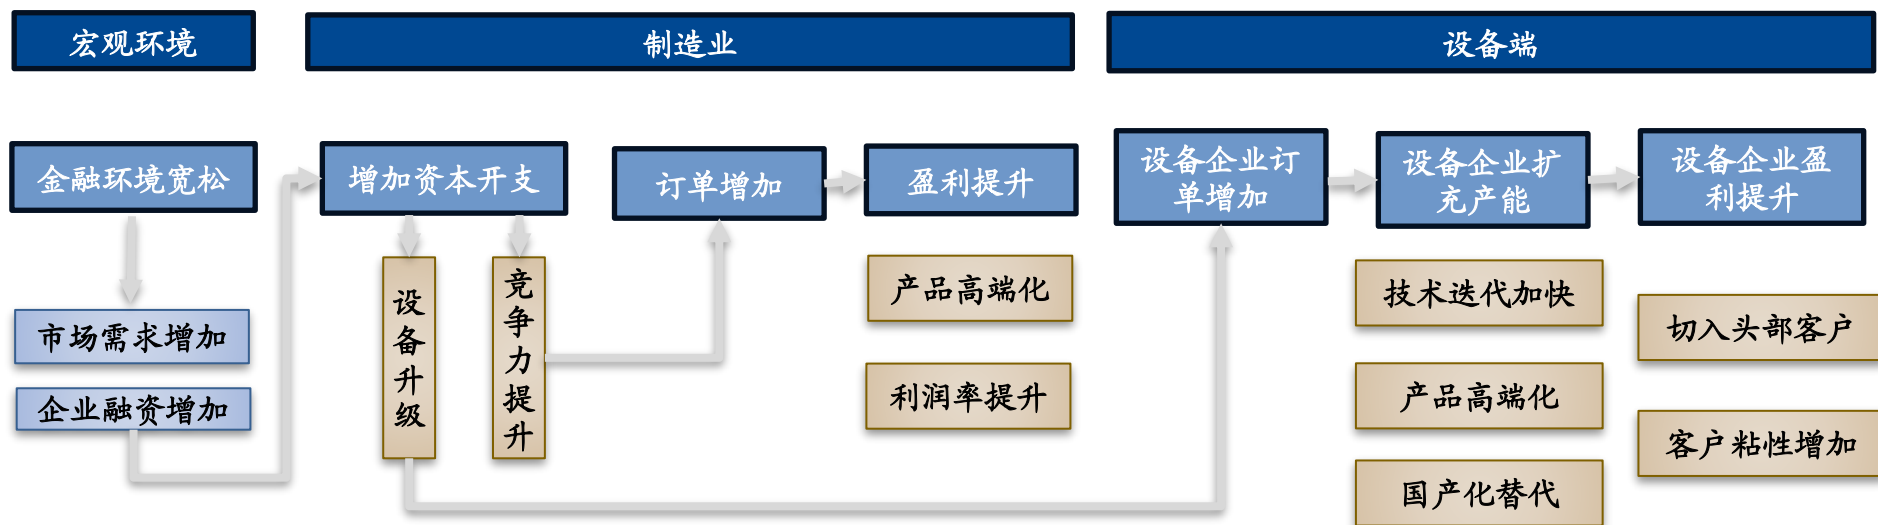 宏观环境
制造业
设备端
金融环境宽松
增加资本开支
订单增加
盈利提升
设备企业订
单增加
设备企业扩
充产能
设备企业盈
利提升
市场需求增加
企业融资增加
设备升级
竞争力提升
产品高端化
利润率提升
技术迭代加快
产品高端化
国产化替代
切入头部客户
客户粘性增加